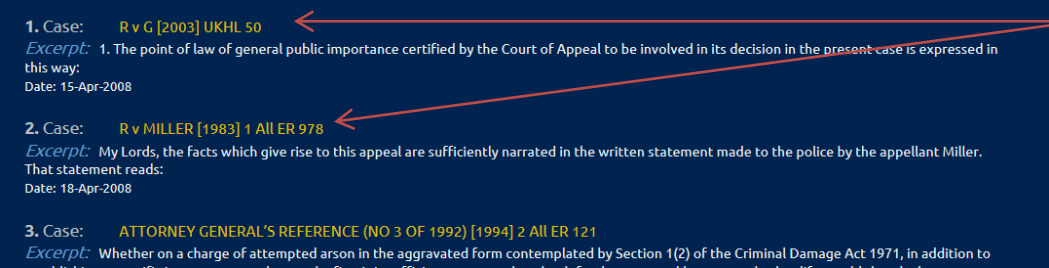 1. Case: R v G [2003] UKHL 50
Excerpt: 1. The point of law of general public importance certified by the Court of Appeal to be involved in its decision in the present case is expressed in
this way:
Date: 15-Apr-2008
2. Case: R v MILLER [1983] 1 All ER 978
Excerpt: My Lords, the facts which give rise to this appeal are sufficiently narrated in the written statement made to the police by the appellant Miller.
That statement reads:
Date: 18-Apr-2008
3. Case: ATTORNEY GENERAL'S REFERENCE (NO 3 OF 1992) [1994] 2 All ER 121
Excerpt: Whether on a charge of attempted arson in the aggravated form contemplated by Section 1(2) of the Criminal Damage Act 1971, in addition to